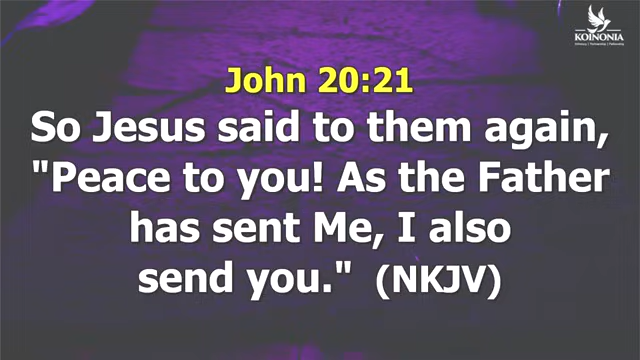 KOINONIA
John 20:21
So Jesus said to them again,
"Peace to you! As the Father
has sent Me, I also
send you." (NKJV)